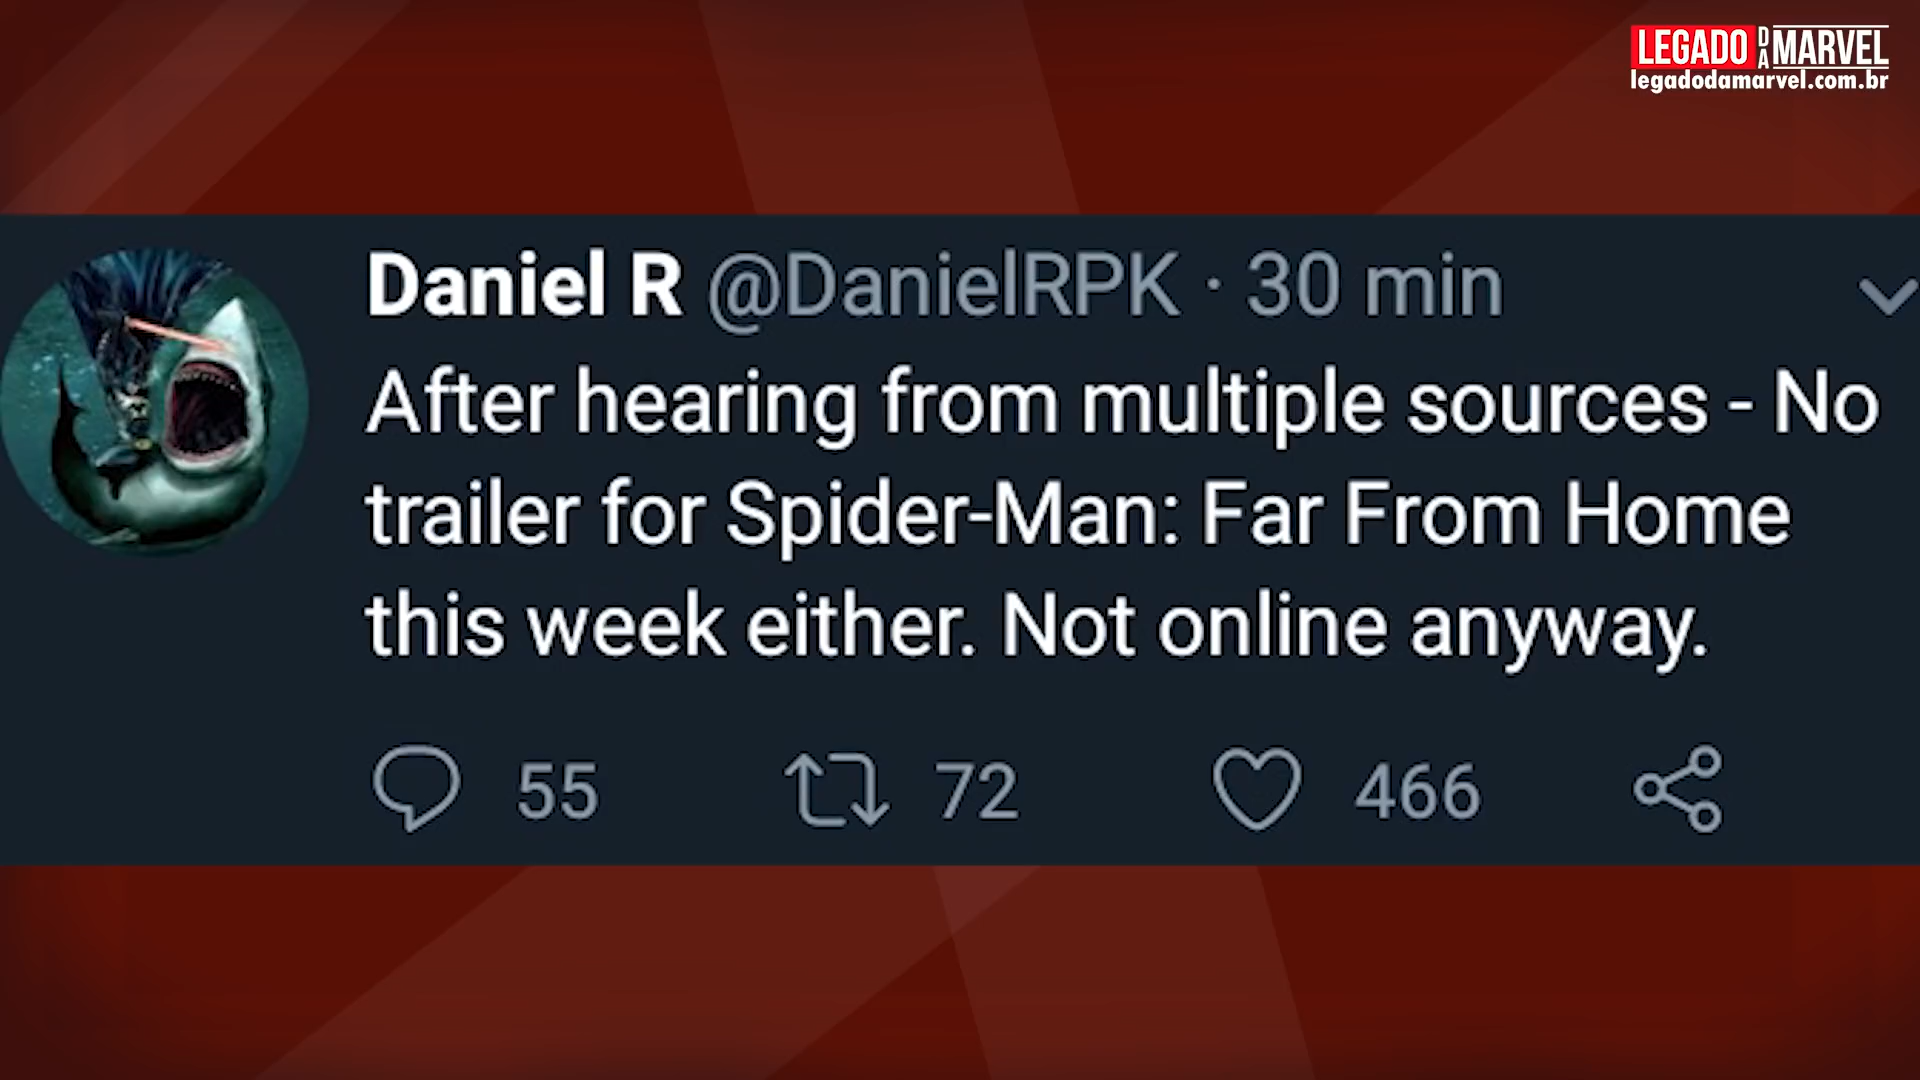 LEGADO DA MARVEL
legadodamarvel.com.br
Daniel R @DanielRPK · 30 min
After hearing from multiple sources - No
trailer for Spider-Man: Far From Home
this week either. Not online anyway.
55 72 466